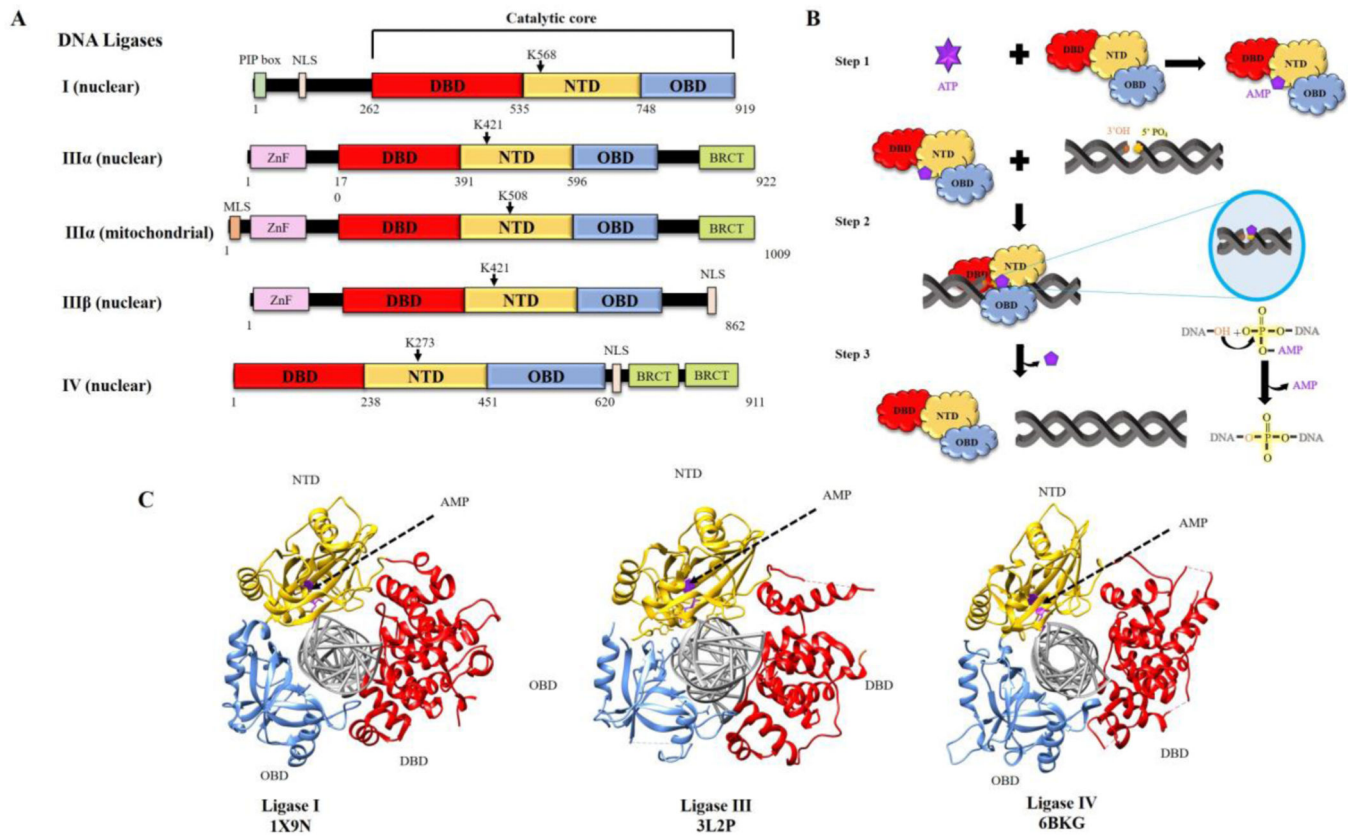 A
DNA Ligases
Catalytic core
PIP box
NLS
K568
I (nuclear)
DBD
NTD
OBD
1
262
535
748
919
K421
IIIα (nuclear)
ZnF
DBD
NTD
OBD
BRCT
1
17
0
391
596
922
MLS
K508
IIIα (mitochondrial)
ZnF
DBD
NTD
OBD
BRCT
1
1009
K421
NLS
IIIβ (nuclear)
ZnF
DBD
NTD
OBD
1
862
K273
NLS
IV (nuclear)
DBD
NTD
OBD
BRCT
BRCT
1
238
451
620
911
B
Step 1
ATP
DBD
NTD
OBD
DBD
NTD
AMP
OBD
DBD
NTD
OBD
3'OH
5' PO4
Step 2
DBD
NTD
OBD
O
DNA—OH + O—P—O—DNA
O—AMP
Step 3
AMP
DBD
NTD
OBD
O
DNA—O—P—O—DNA
O
C
NTD
AMP
OBD
DBD
Ligase I
1X9N
NTD
AMP
OBD
DBD
Ligase III
3L2P
NTD
AMP
OBD
DBD
Ligase IV
6BKG